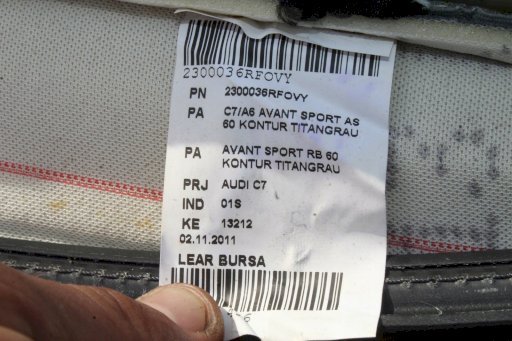 2300036RFOVY
PN 2300036RFOVY
PA C7/A6 AVANT SPORT AS
60 KONTUR TITANGRAU
PA AVANT SPORT RB 60
KONTUR TITANGRAU
PRJ AUDI C7
IND 01S
KE 13212
02.11.2011
LEAR BURSA